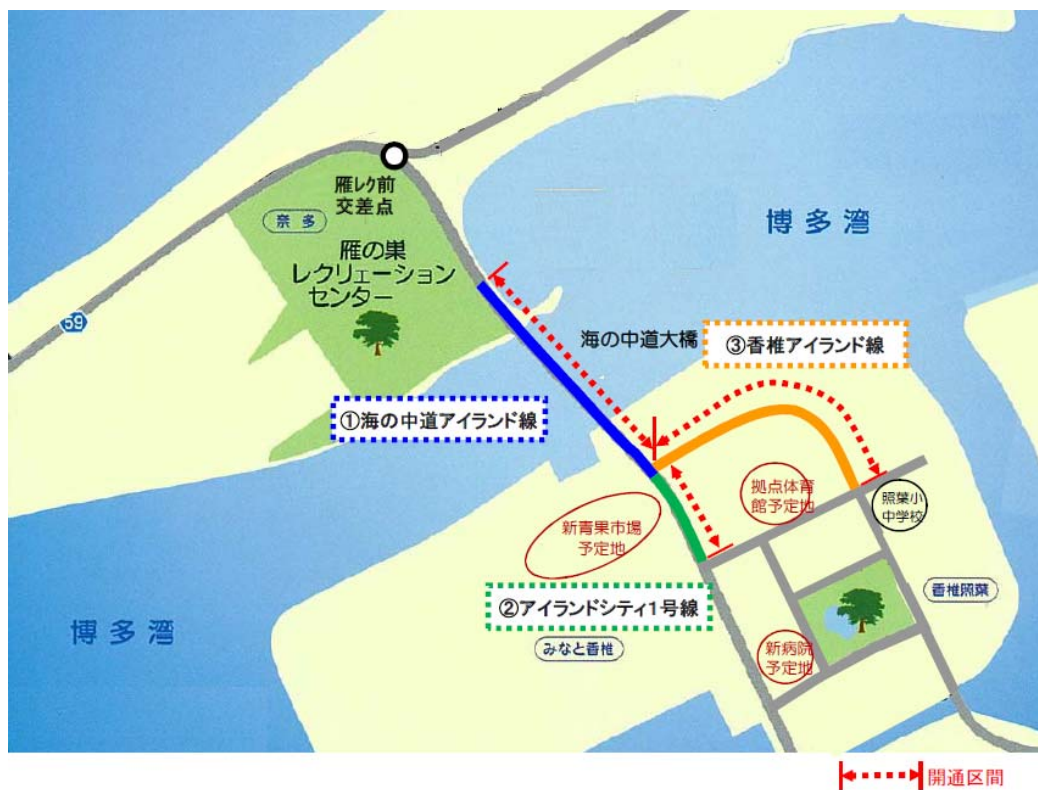 雁レク前
交差点
奈多
博多湾
雁の巣
レクリェーション
センター
59
海の中道大橋
③香椎アイランド線
①海の中道アイランド線
拠点体育
館予定地
照葉小
中学校
新青果市場
予定地
②アイランドシティ1号線
香椎照葉
博多湾
みなと香椎
新病院
予定地
開通区間